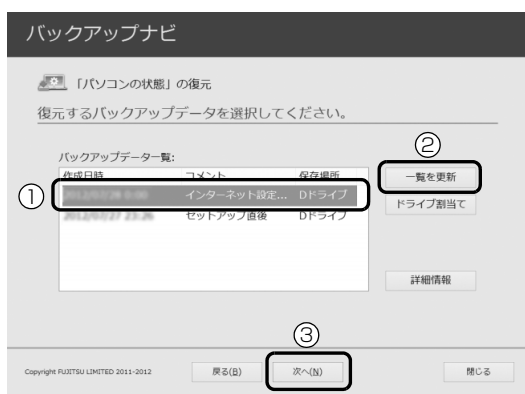 バックアップナビ
「パソコンの状態」の復元
復元するバックアップデータを選択してください。
②
バックアップデータ一覧:
作成日時 コメント 保存場所 一覧を更新
① インターネット設定... Dドライブ
ドライブ割当て
セットアップ直後 Dドライブ
詳細情報
③
Copyright FUJITSU LIMITED 2011-2012 戻る(B) 次へ(N) 閉じる